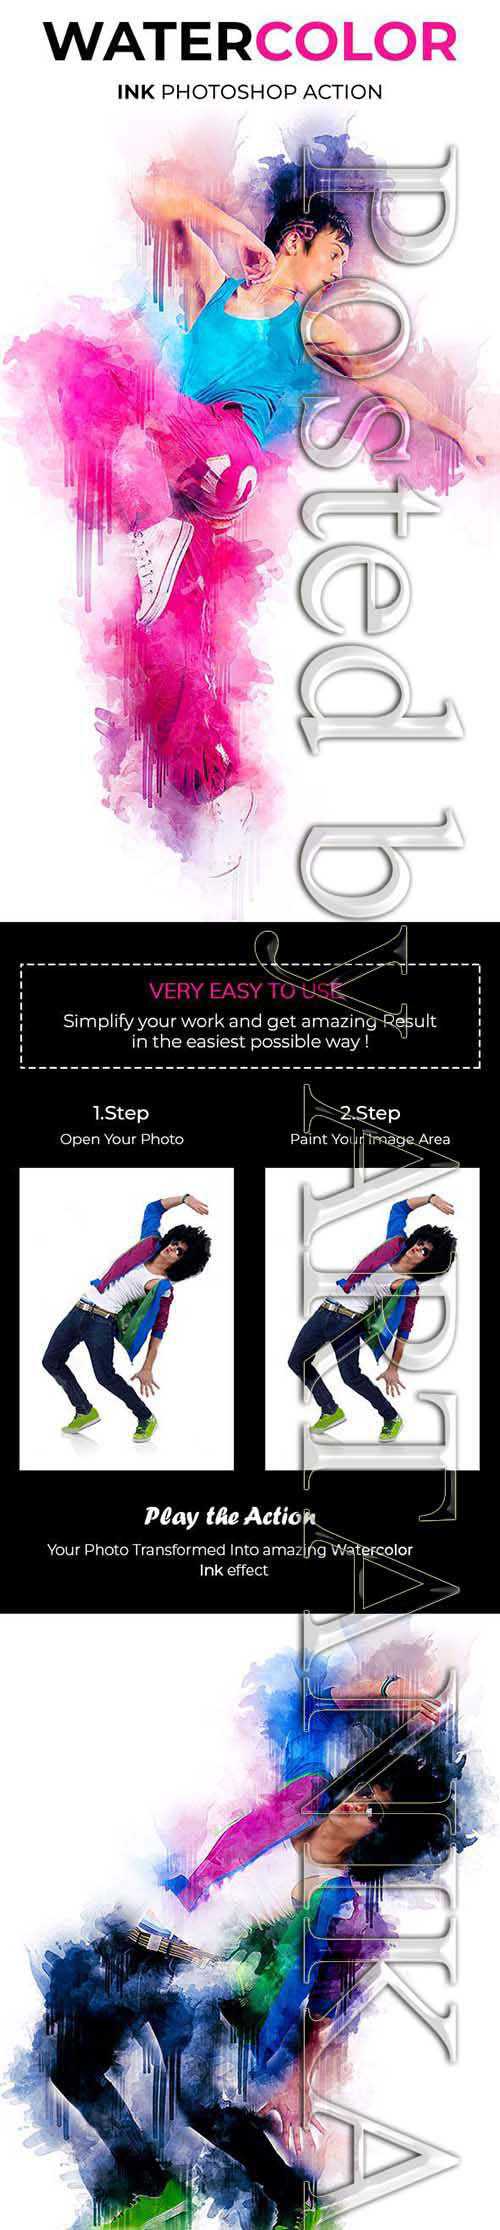 WATERCOLOR
INK PHOTOSHOP ACTION
Posted by ARTANIKA
VERY EASY TO USE
Simplify your work and get amazing Result
in the easiest possible way !
1.Step
Open Your Photo
2.Step
Paint Your Image Area
Play the Action
Your Photo Transformed Into amazing Watercolor
Ink effect